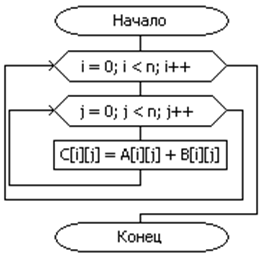 Начало
i = 0; i < n; i++
j = 0; j < n; j++
C[i][j] = A[i][j] + B[i][j]
Конец